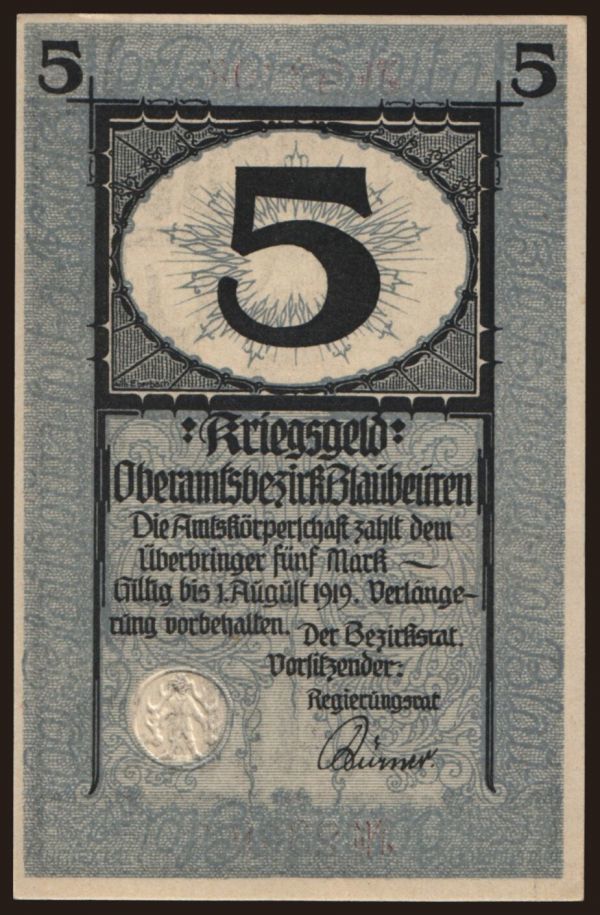 5 5
5
Kriegsgeld
Oberamtsbezirk Blaubeuren
Die Amtskörperschaft zahlt dem
Überbringer fünf Mark
Gültig bis 1. August 1919. Verlänge-
rung vorbehalten. Der Bezirksrat.
Vorsitzender:
Regierungsrat